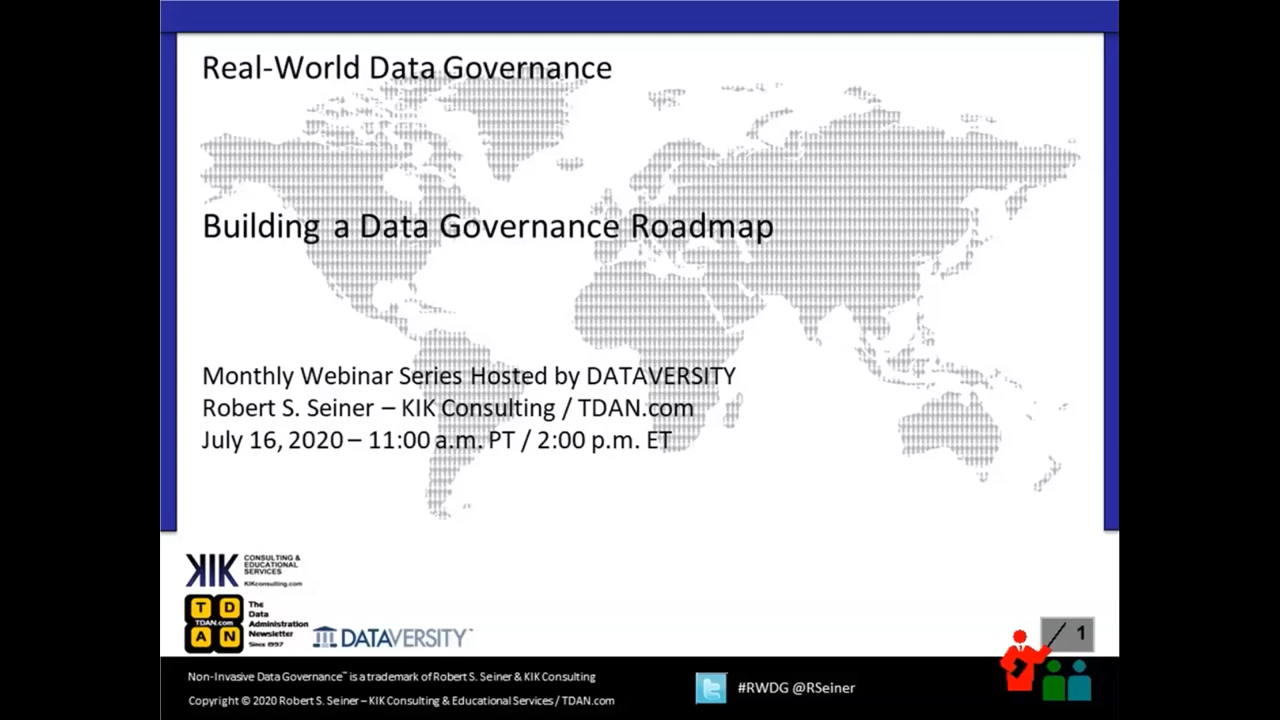 Real-World Data Governance
Building a Data Governance Roadmap
Monthly Webinar Series Hosted by DATAVERSITY
Robert S. Seiner – KIK Consulting / TDAN.com
July 16, 2020 – 11:00 a.m. PT / 2:00 p.m. ET
KIK
CONSULTING &
EDUCATIONAL
SERVICES
KIKconsulting.com
T D
TDAN.com
A N
The
Data
Administration
Newsletter
Since 1997
DATAVERSITY™
1
Non-Invasive Data Governance™ is a trademark of Robert S. Seiner & KIK Consulting
Copyright © 2020 Robert S. Seiner – KIK Consulting & Educational Services / TDAN.com
#RWDG @RSeiner